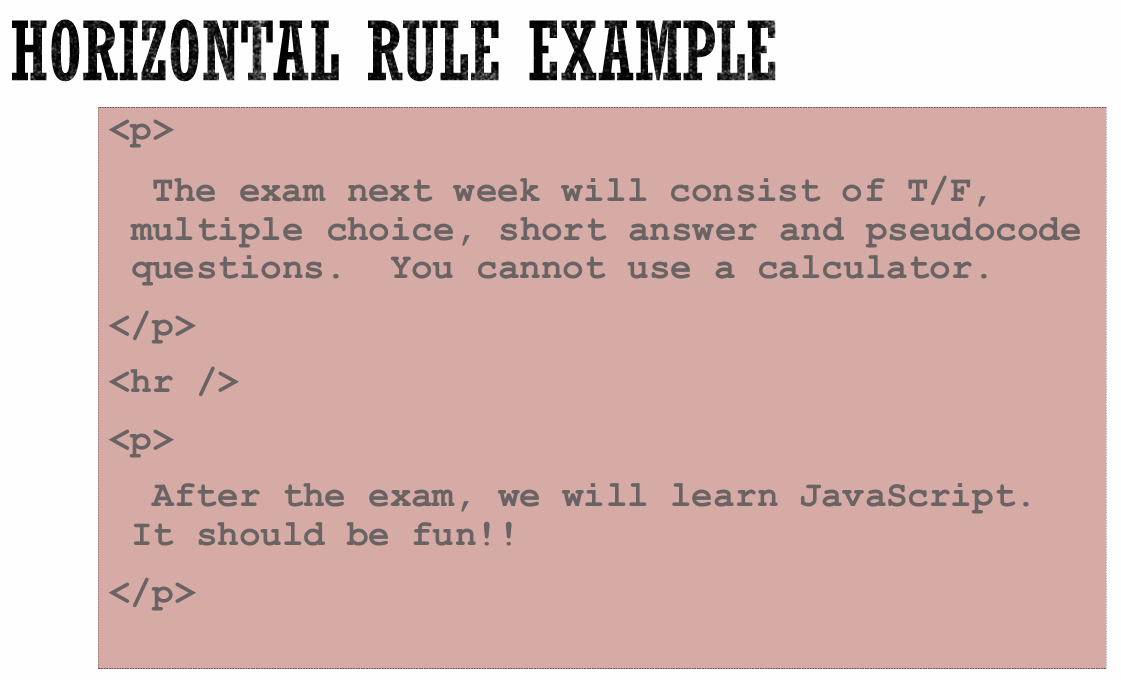 HORIZONTAL RULE EXAMPLE
<p>
The exam next week will consist of T/F,
multiple choice, short answer and pseudocode
questions.  You cannot use a calculator.
</p>
<hr />
<p>
After the exam, we will learn JavaScript.
It should be fun!!
</p>